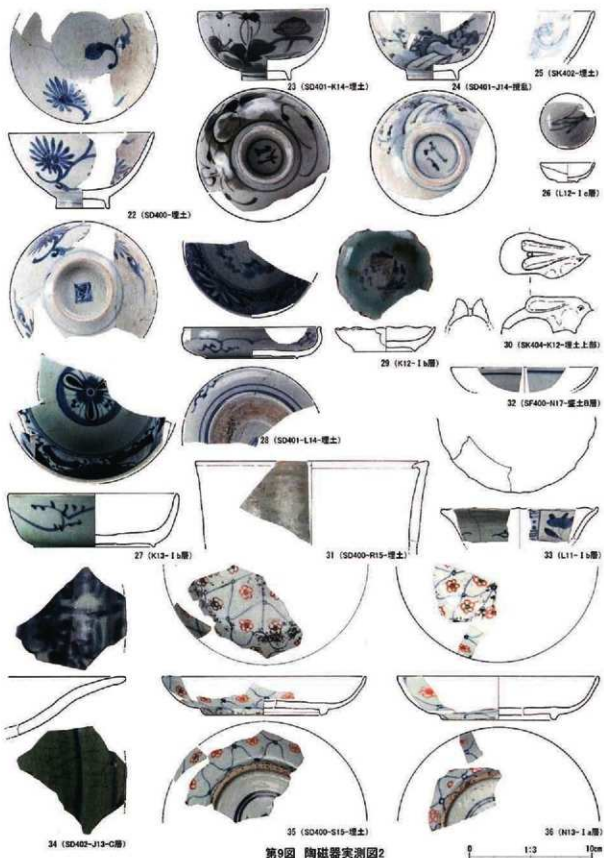 23 (SD401-K14-埋土)
24 (SD401-J14-撹乱)
25 (SK402-埋土)
26 (L12-Ⅰc層)
22 (SD400-埋土)
29 (K12-Ⅰb層)
30 (SK404-K12-埋土上部)
28 (SD401-L14-埋土)
32 (SF400-N17-盛土B層)
27 (K13-Ⅰb層)
31 (SD400-R15-埋土)
33 (L11-Ⅰb層)
34 (SD402-J13-C層)
35 (SD400-S15-埋土)
36 (N13-Ⅰa層)
第9図 陶磁器実測図2
0 1:3 10cm